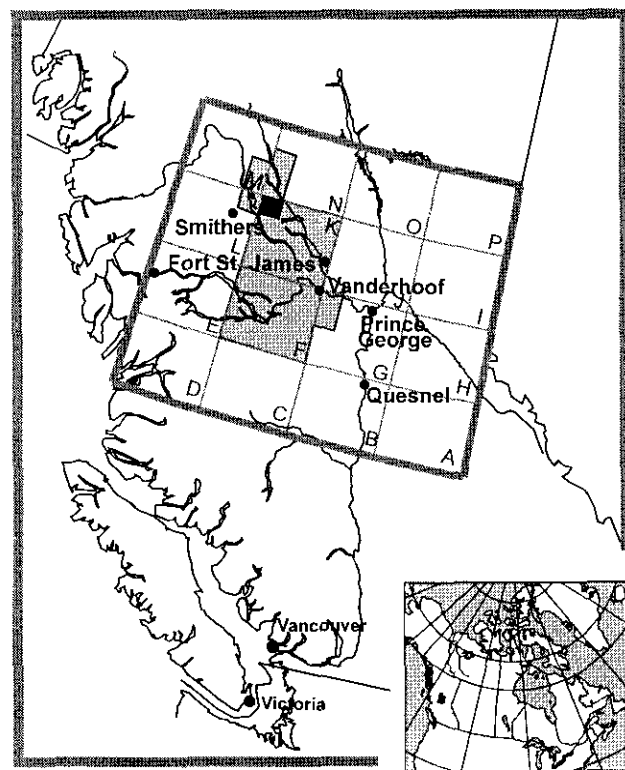 M
N
O
P
Smithers
K
L
Fort St. James
Vanderhoof
J
I
Prince
George
E
F
G
H
Quesnel
D
C
B
A
Vancouver
Victoria